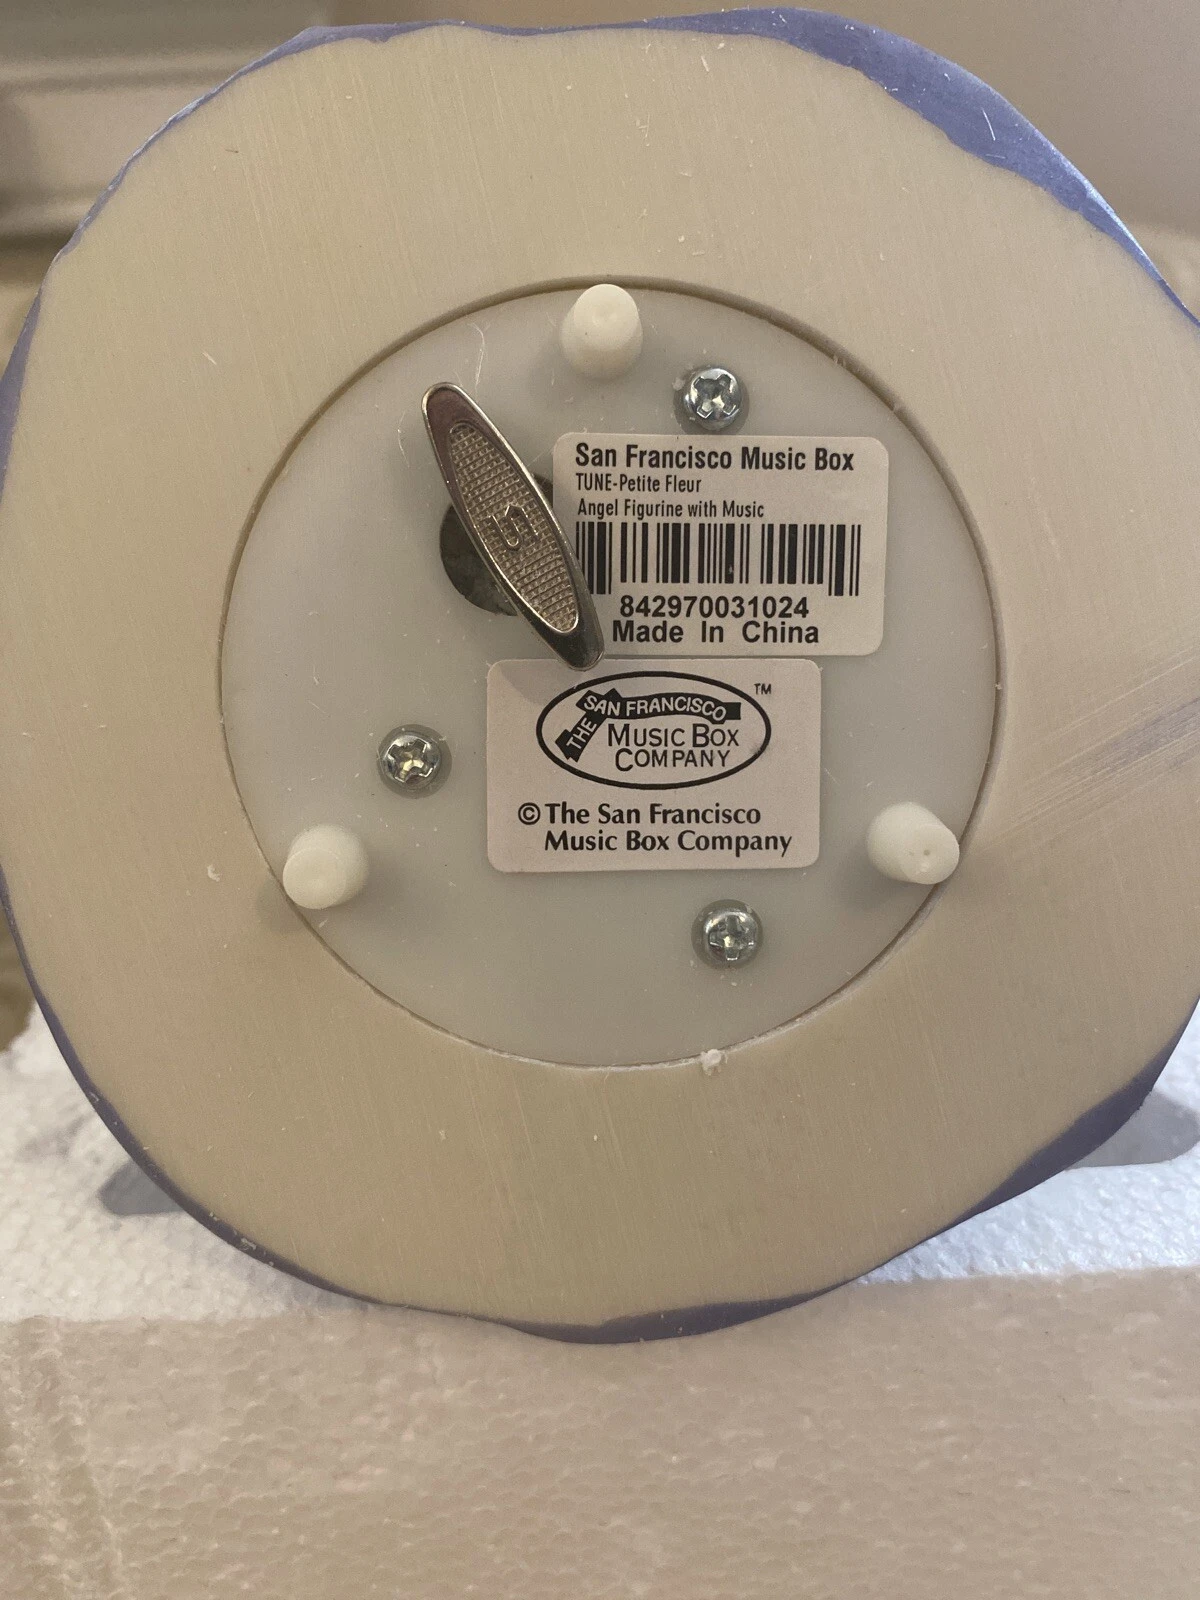 San Francisco Music Box
TUNE-Petite Fleur
Angel Figurine with Music
842970031024
Made In China
THE SAN FRANCISCO
MUSIC BOX
COMPANY
TM
© The San Francisco
Music Box Company